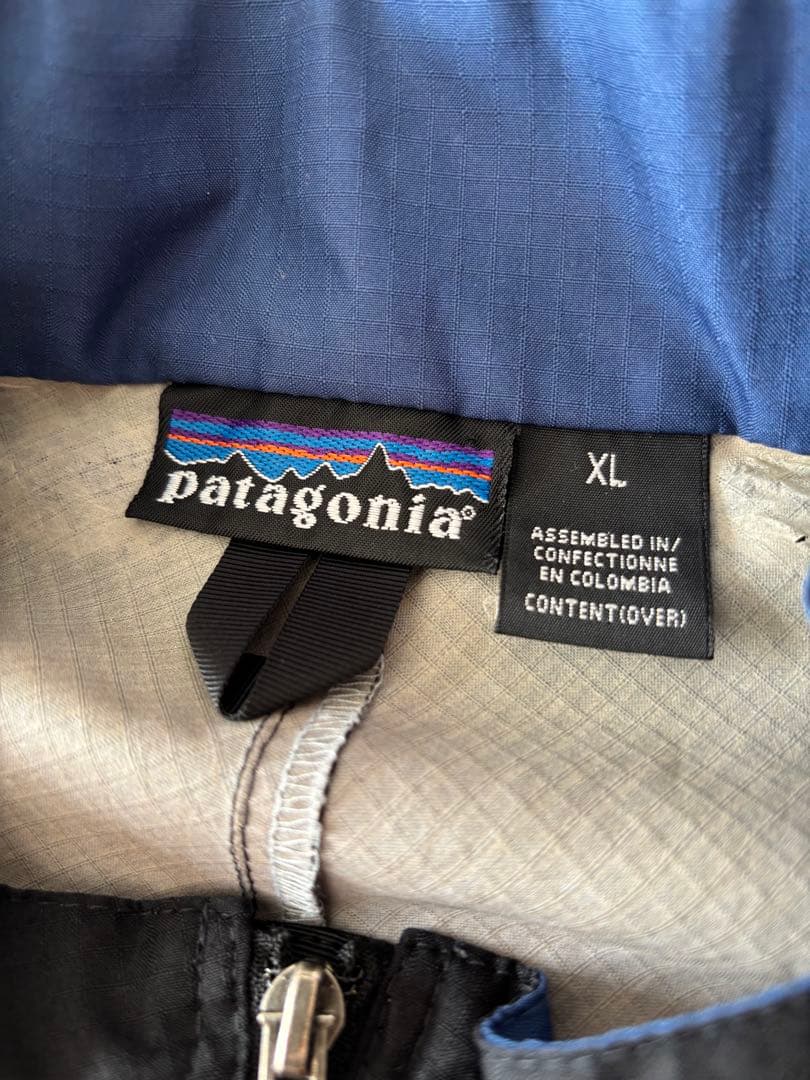 patagonia®
XL
ASSEMBLED IN/
CONFECTIONNE
EN COLOMBIA
CONTENT(OVER)